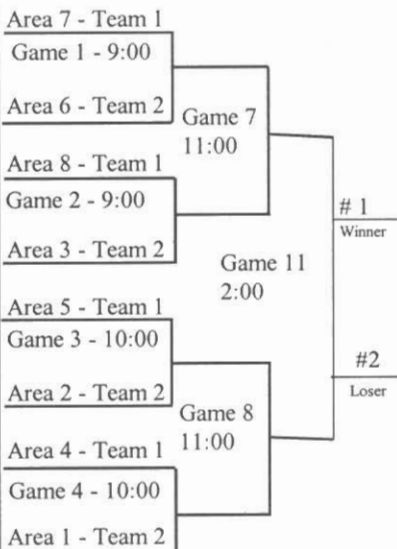 Area 7 - Team 1
Game 1 - 9:00
Area 6 - Team 2
Game 7
11:00
Area 8 - Team 1
Game 2 - 9:00
Area 3 - Team 2
# 1
Winner
Game 11
2:00
Area 5 - Team 1
Game 3 - 10:00
Area 2 - Team 2
#2
Loser
Game 8
11:00
Area 4 - Team 1
Game 4 - 10:00
Area 1 - Team 2